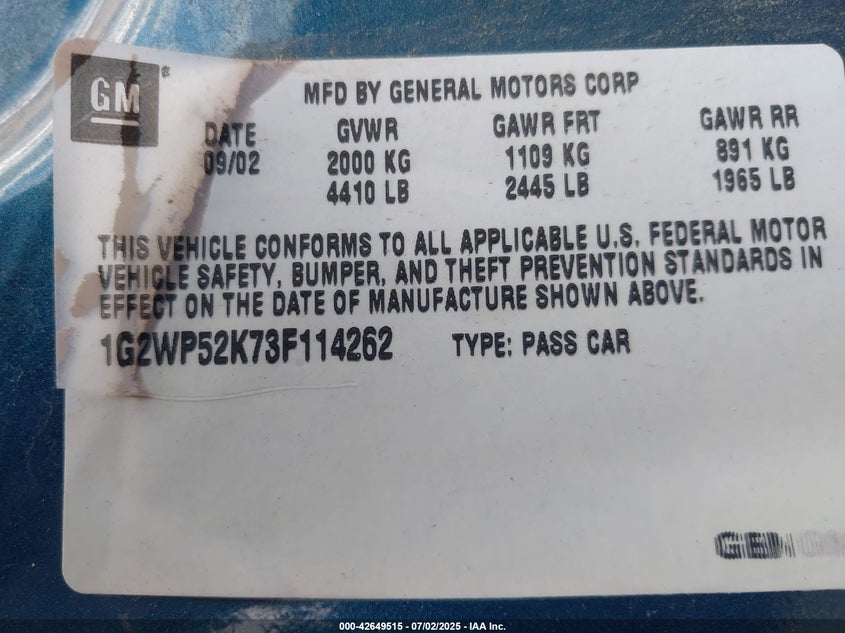 GM®
MFD BY GENERAL MOTORS CORP
DATE GVWR GAWR FRT GAWR RR
09/02 2000 KG 1109 KG 891 KG
4410 LB 2445 LB 1965 LB
THIS VEHICLE CONFORMS TO ALL APPLICABLE U.S. FEDERAL MOTOR
VEHICLE SAFETY, BUMPER, AND THEFT PREVENTION STANDARDS IN
EFFECT ON THE DATE OF MANUFACTURE SHOWN ABOVE.
1G2WP52K73F114262 TYPE: PASS CAR
000-42649515 - 07/02/2025 - IAA Inc.